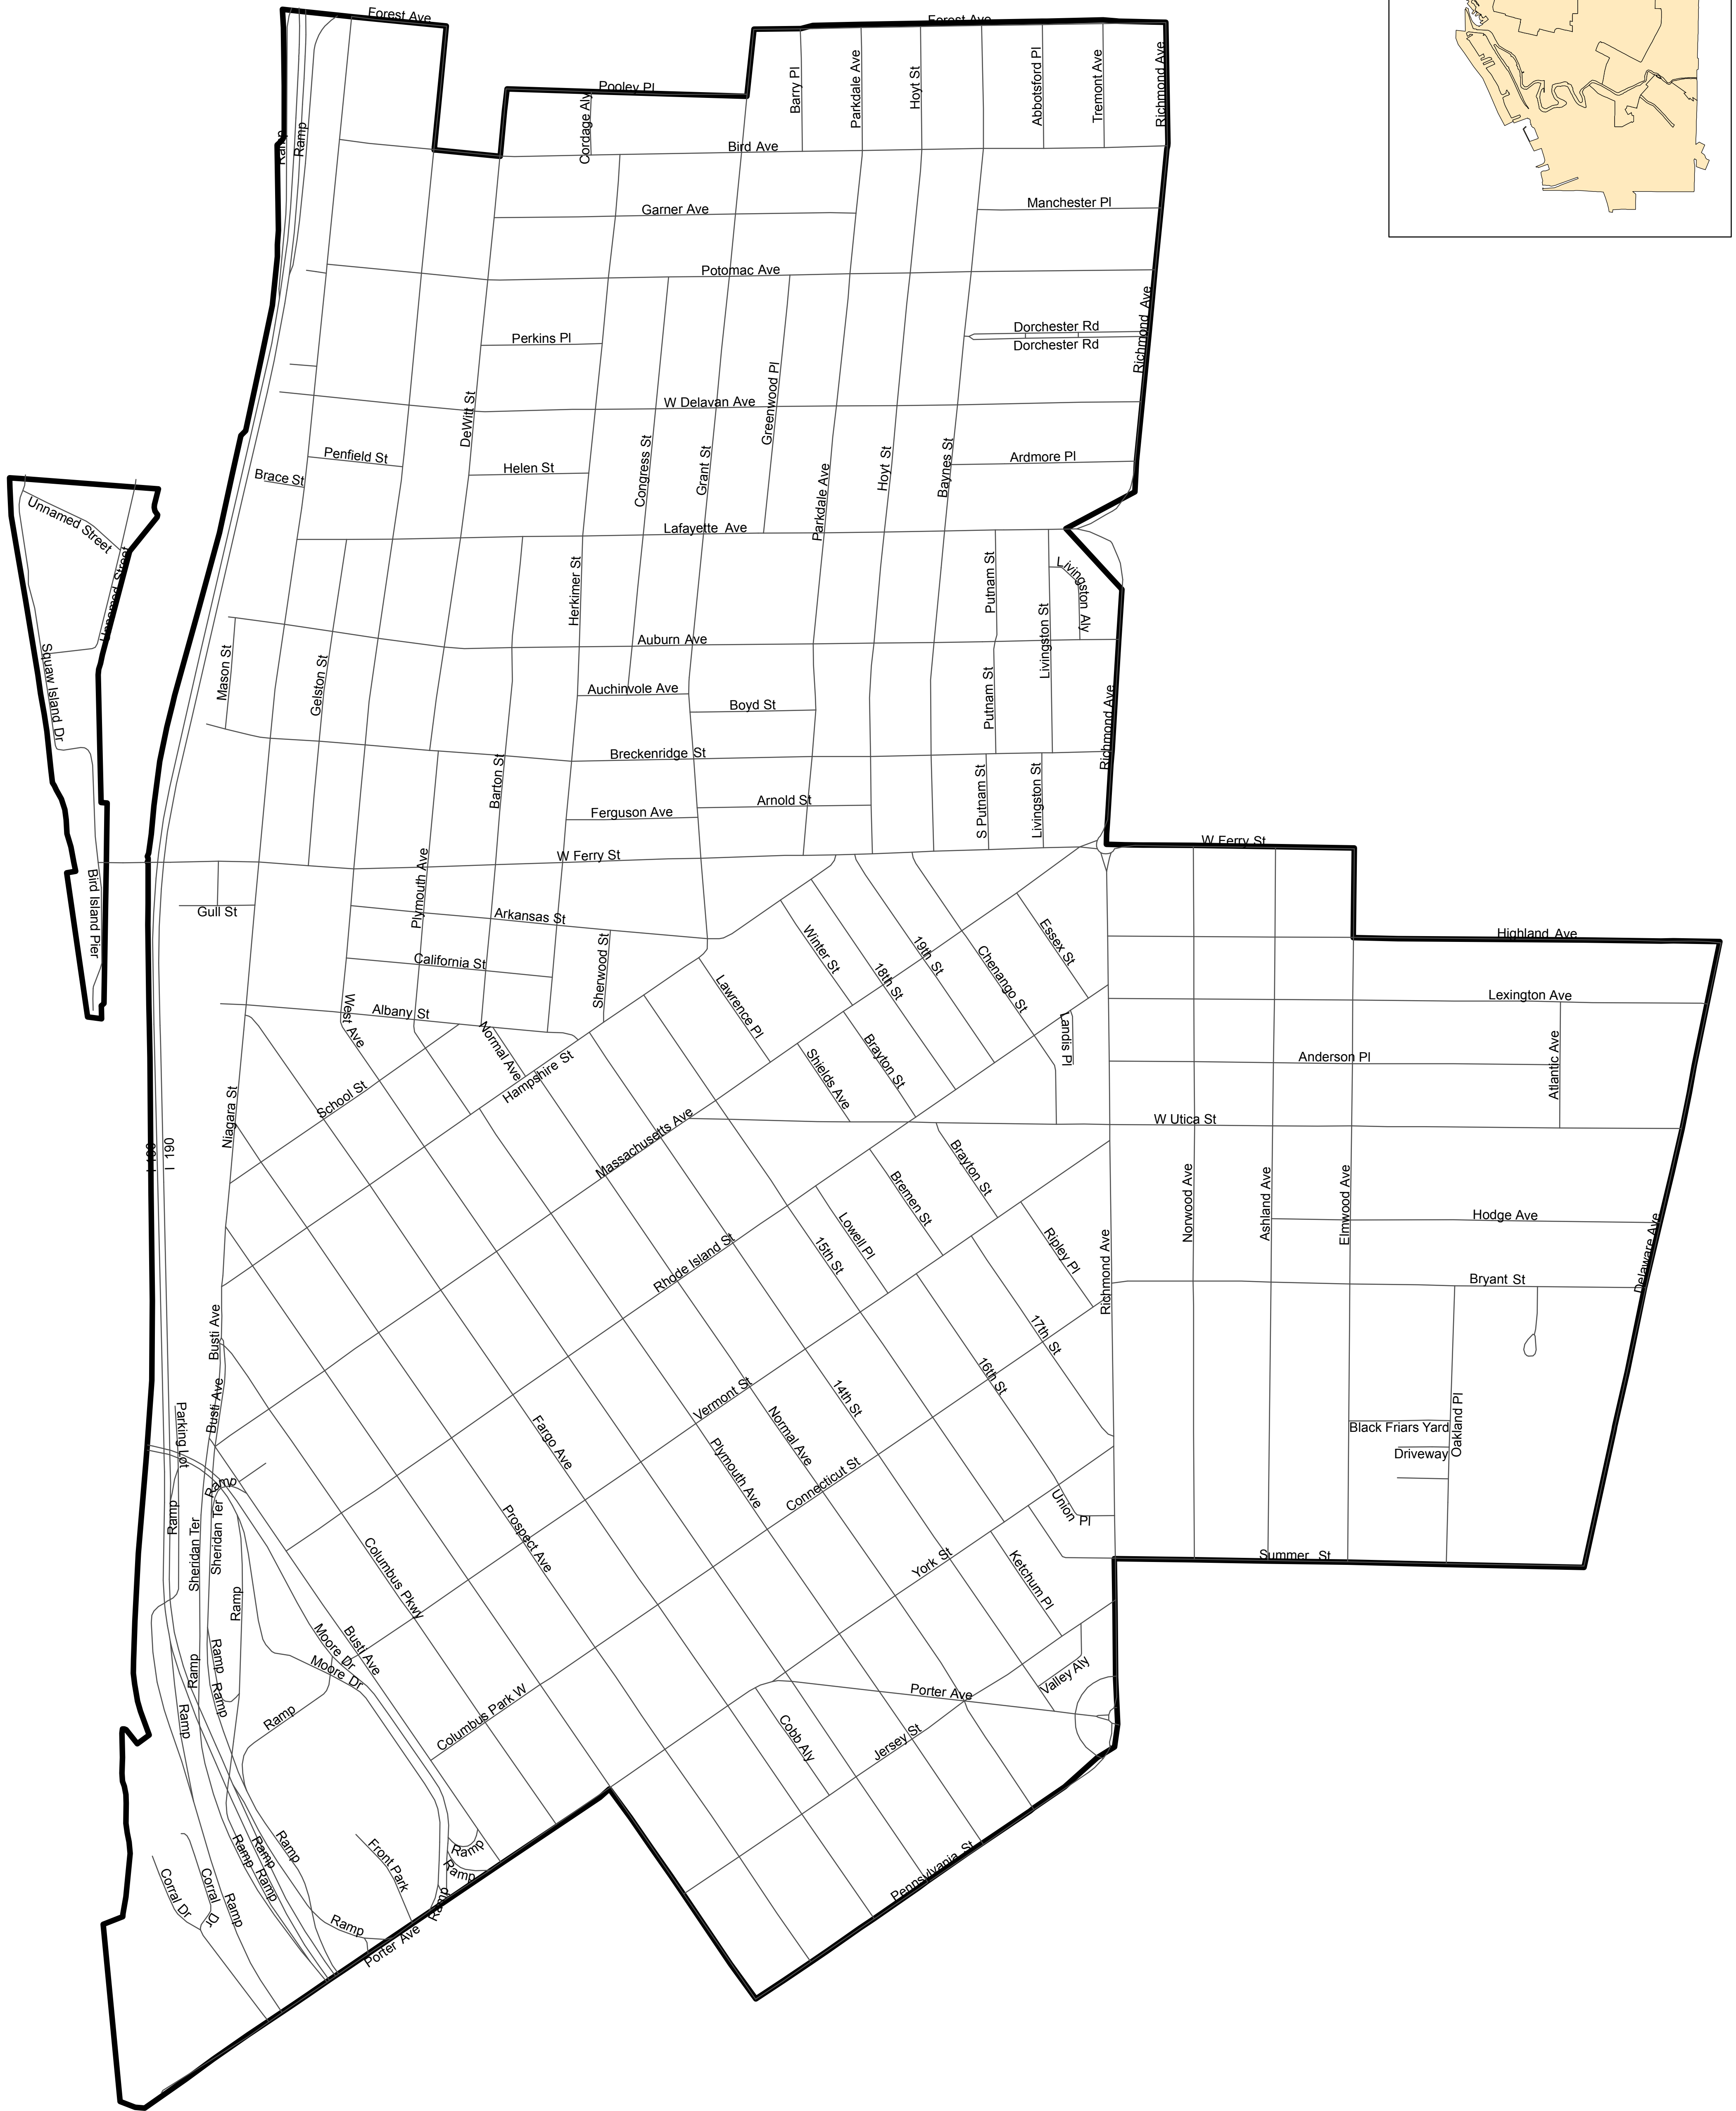 Forest Ave
Forest Ave
Pooley Pl
Cordage Aly
Barry Pl
Parkdale Ave
Hoyt St
Abbotsford Pl
Tremont Ave
Richmond Ave
Ramp
Ramp
Bird Ave
Garner Ave
Manchester Pl
Potomac Ave
Perkins Pl
Dorchester Rd
Dorchester Rd
Richmond Ave
DeWitt St
W Delavan Ave
Greenwood Pl
Penfield St
Brace St
Helen St
Congress St
Grant St
Parkdale Ave
Hoyt St
Baynes St
Ardmore Pl
Unnamed Street
Unnamed Street
Lafayette Ave
Herkimer St
Putnam St
Livingston Aly
Livingston St
Squaw Island Dr
Mason St
Gelston St
Auburn Ave
Auchinvole Ave
Boyd St
Putnam St
Richmond Ave
Breckenridge St
Barton St
Ferguson Ave
Arnold St
S Putnam St
Livingston St
W Ferry St
W Ferry St
Bird Island Pier
Gull St
Plymouth Ave
Arkansas St
California St
Sherwood St
Albany St
West Ave
Normal Ave
Hampshire St
School St
Niagara St
Lawrence Pl
Winter St
18th St
19th St
Chenango St
Essex St
Landis Pl
Highland Ave
Lexington Ave
Anderson Pl
Atlantic Ave
Shields Ave
Brayton St
Massachusetts Ave
W Utica St
I 190
I 190
Brayton St
Bremen St
Lowell Pl
Ripley Pl
Richmond Ave
Norwood Ave
Ashland Ave
Elmwood Ave
Hodge Ave
Delaware Ave
Bryant St
Rhode Island St
15th St
Busti Ave
Busti Ave
17th St
16th St
Vermont St
14th St
Normal Ave
Plymouth Ave
Fargo Ave
Connecticut St
Black Friars Yard
Driveway
Oakland Pl
Parking Lot
Ramp
Ramp
Sheridan Ter
Sheridan Ter
Ramp
Prospect Ave
Columbus Pkwy
Union Pl
York St
Ketchum Pl
Summer St
Moore Dr
Moore Dr
Busti Ave
Ramp
Ramp
Ramp
Ramp
Ramp
Columbus Park W
Porter Ave
Valley Aly
Cobb Aly
Jersey St
Pennsylvania St
Corral Dr
Corral Dr
Ramp
Ramp
Ramp
Ramp
Ramp
Front Park
Ramp
Ramp
Ramp
Ramp
Porter Ave